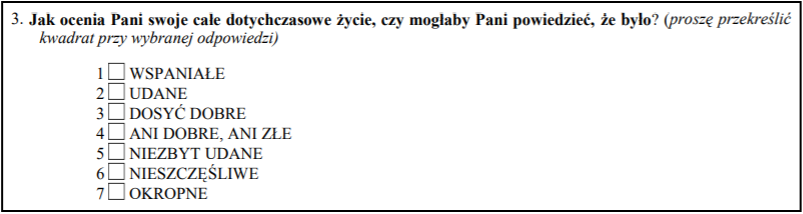 3. Jak ocenia Pani swoje całe dotychczasowe życie, czy mogłaby Pani powiedzieć, że było? (proszę przekreślić
kwadrat przy wybranej odpowiedzi)
1 □ WSPANIAŁE
2 □ UDANE
3 □ DOSYĆ DOBRE
4 □ ANI DOBRE, ANI ZŁE
5 □ NIEZBYT UDANE
6 □ NIESZCZĘŚLIWE
7 □ OKROPNE